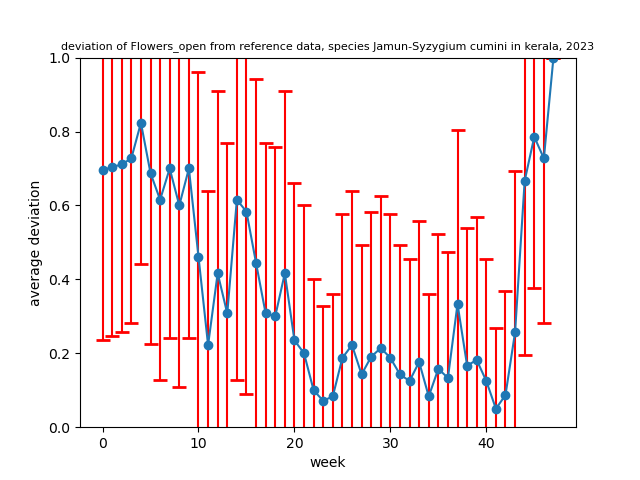 deviation of Flowers_open from reference data, species Jamun-Syzygium cumini in kerala, 2023
1.0
0.8
0.6
0.4
0.2
0.0
average deviation
0 10 20 30 40
week